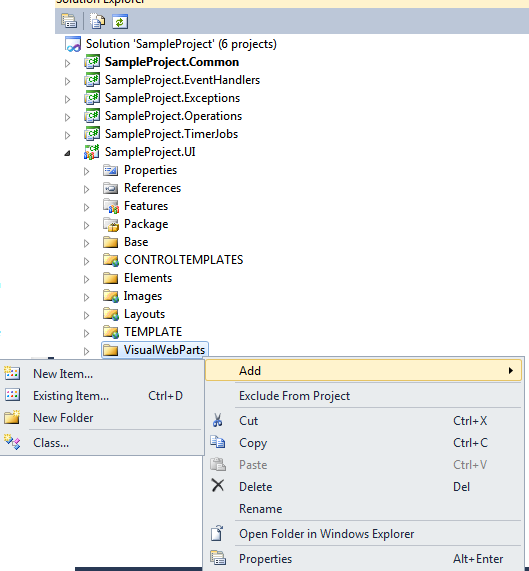 Solution Explorer
Solution 'SampleProject' (6 projects)
SampleProject.Common
SampleProject.EventHandlers
SampleProject.Exceptions
SampleProject.Operations
SampleProject.TimerJobs
SampleProject.UI
Properties
References
Features
Package
Base
CONTROLTEMPLATES
Elements
Images
Layouts
TEMPLATE
VisualWebParts
New Item...
Existing Item... Ctrl+D
New Folder
Class...
Add
Exclude From Project
Cut Ctrl+X
Copy Ctrl+C
Paste Ctrl+V
Delete Del
Rename
Open Folder in Windows Explorer
Properties Alt+Enter